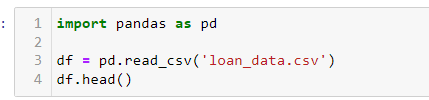 :
1 import pandas as pd
2
3 df = pd.read_csv('loan_data.csv')
4 df.head()